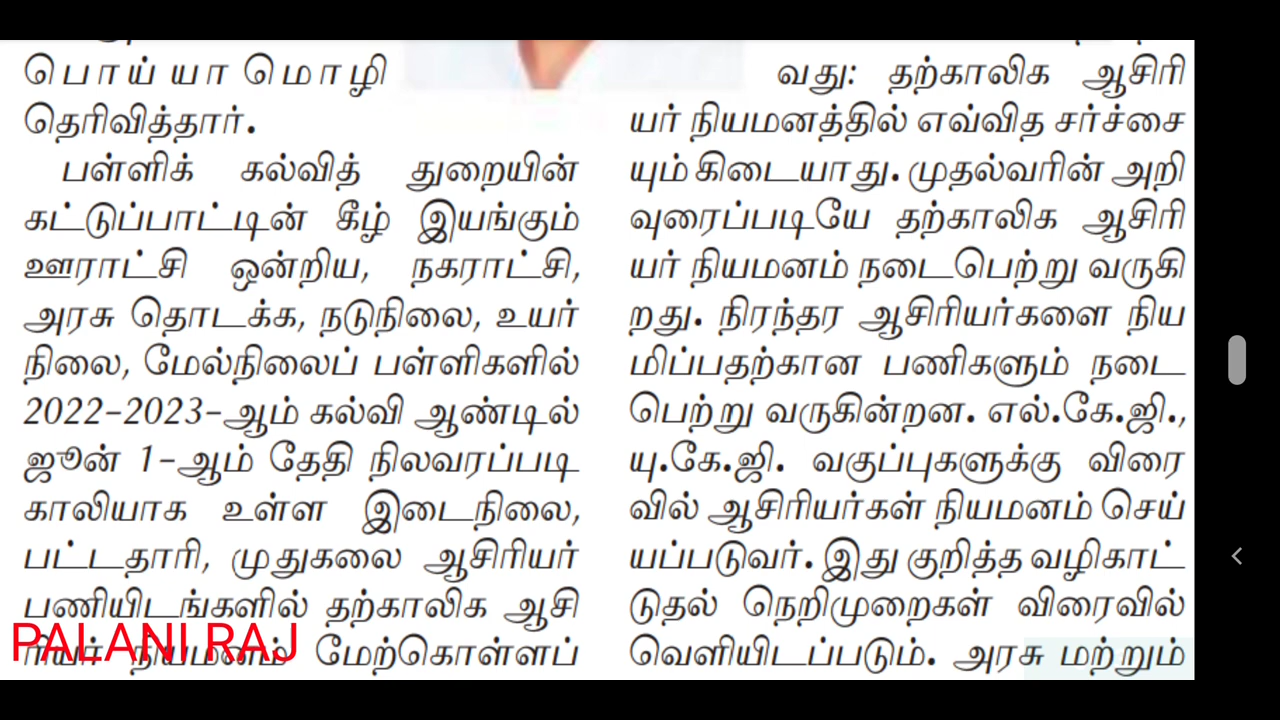 பொய்யாமொழி
தெரிவித்தார்.
பள்ளிக் கல்வித் துறையின்
கட்டுப்பாட்டின் கீழ் இயங்கும்
ஊராட்சி ஒன்றிய, நகராட்சி,
அரசு தொடக்க, நடுநிலை, உயர்
நிலை, மேல்நிலைப் பள்ளிகளில்
2022-2023-ஆம் கல்வி ஆண்டில்
ஜூன் 1-ஆம் தேதி நிலவரப்படி
காலியாக உள்ள இடைநிலை,
பட்டதாரி, முதுகலை ஆசிரியர்
பணியிடங்களில் தற்காலிக ஆசி
ரியர் நியமனம் மேற்கொள்ளப்
PALANI RAJ
வது: தற்காலிக ஆசிரி
யர் நியமனத்தில் எவ்வித சர்ச்சை
யும் கிடையாது. முதல்வரின் அறி
வுரைப்படியே தற்காலிக ஆசிரி
யர் நியமனம் நடைபெற்று வருகி
றது. நிரந்தர ஆசிரியர்களை நிய
மிப்பதற்கான பணிகளும் நடை
பெற்று வருகின்றன. எல்.கே.ஜி.,
யு.கே.ஜி. வகுப்புகளுக்கு விரை
வில் ஆசிரியர்கள் நியமனம் செய்
யப்படுவர். இது குறித்த வழிகாட்
டுதல் நெறிமுறைகள் விரைவில்
வெளியிடப்படும். அரசு மற்றும்